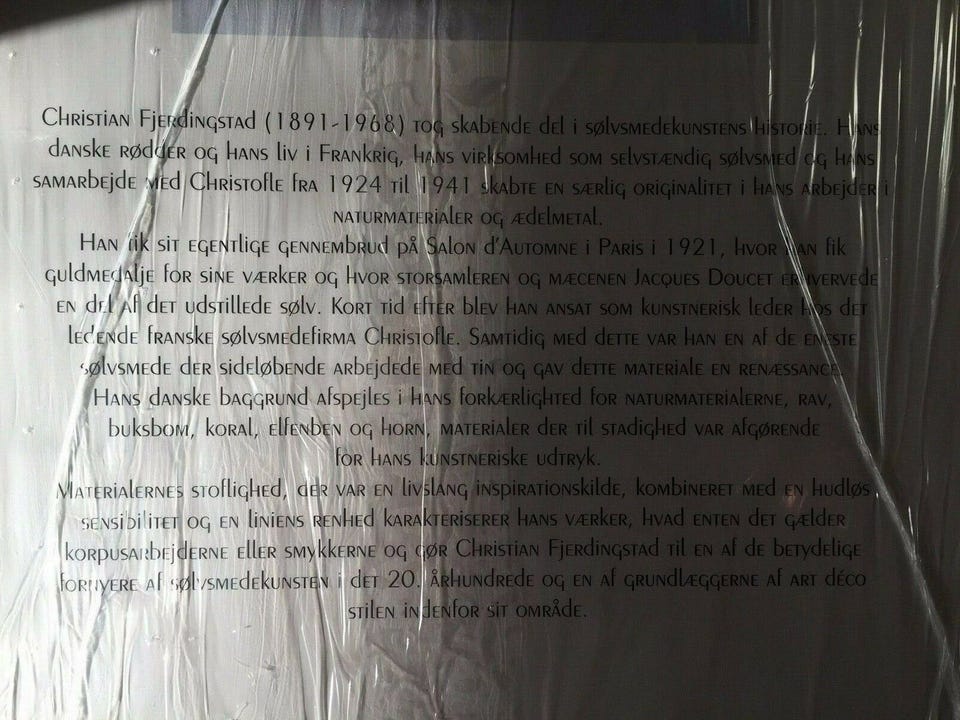 Christian Fjerdingstad (1891-1968) tog skabende del i sølvsmedekunstens historie. Hans
danske rødder og hans liv i Frankrig, hans virksomhed som selvstændig sølvsmed og hans
samarbejde med Christofle fra 1924 til 1941 skabte en særlig originalitet i hans arbejder i
naturmaterialer og ædelmetal.
Han fik sit egentlige gennembrud på Salon d'Automne i Paris i 1921, hvor han fik
guldmedalje for sine værker og hvor storsamleren og mæcenen Jacques Doucet erhvervede
en del af det udstillede sølv. Kort tid efter blev han ansat som kunstnerisk leder hos det
ledende franske sølvsmedefirma Christofle. Samtidig med dette var han en af de eneste
sølvsmede der sideløbende arbejdede med tin og gav dette materiale en renæssance.
Hans danske baggrund afspejles i hans forkærlighed for naturmaterialerne, rav,
buksbom, koral, elfenben og horn, materialer der til stadighed var afgørende
for hans kunstneriske udtryk.
Materialernes stoflighed, der var en livslang inspirationskilde, kombineret med en hudløs
sensibilitet og en liniens renhed karakteriserer hans værker, hvad enten det gælder
korpusarbejderne eller smykkerne og gør Christian Fjerdingstad til en af de betydelige
fornyere af sølvsmedekunsten i det 20. århundrede og en af grundlæggerne af art déco
stilen indenfor sit område.